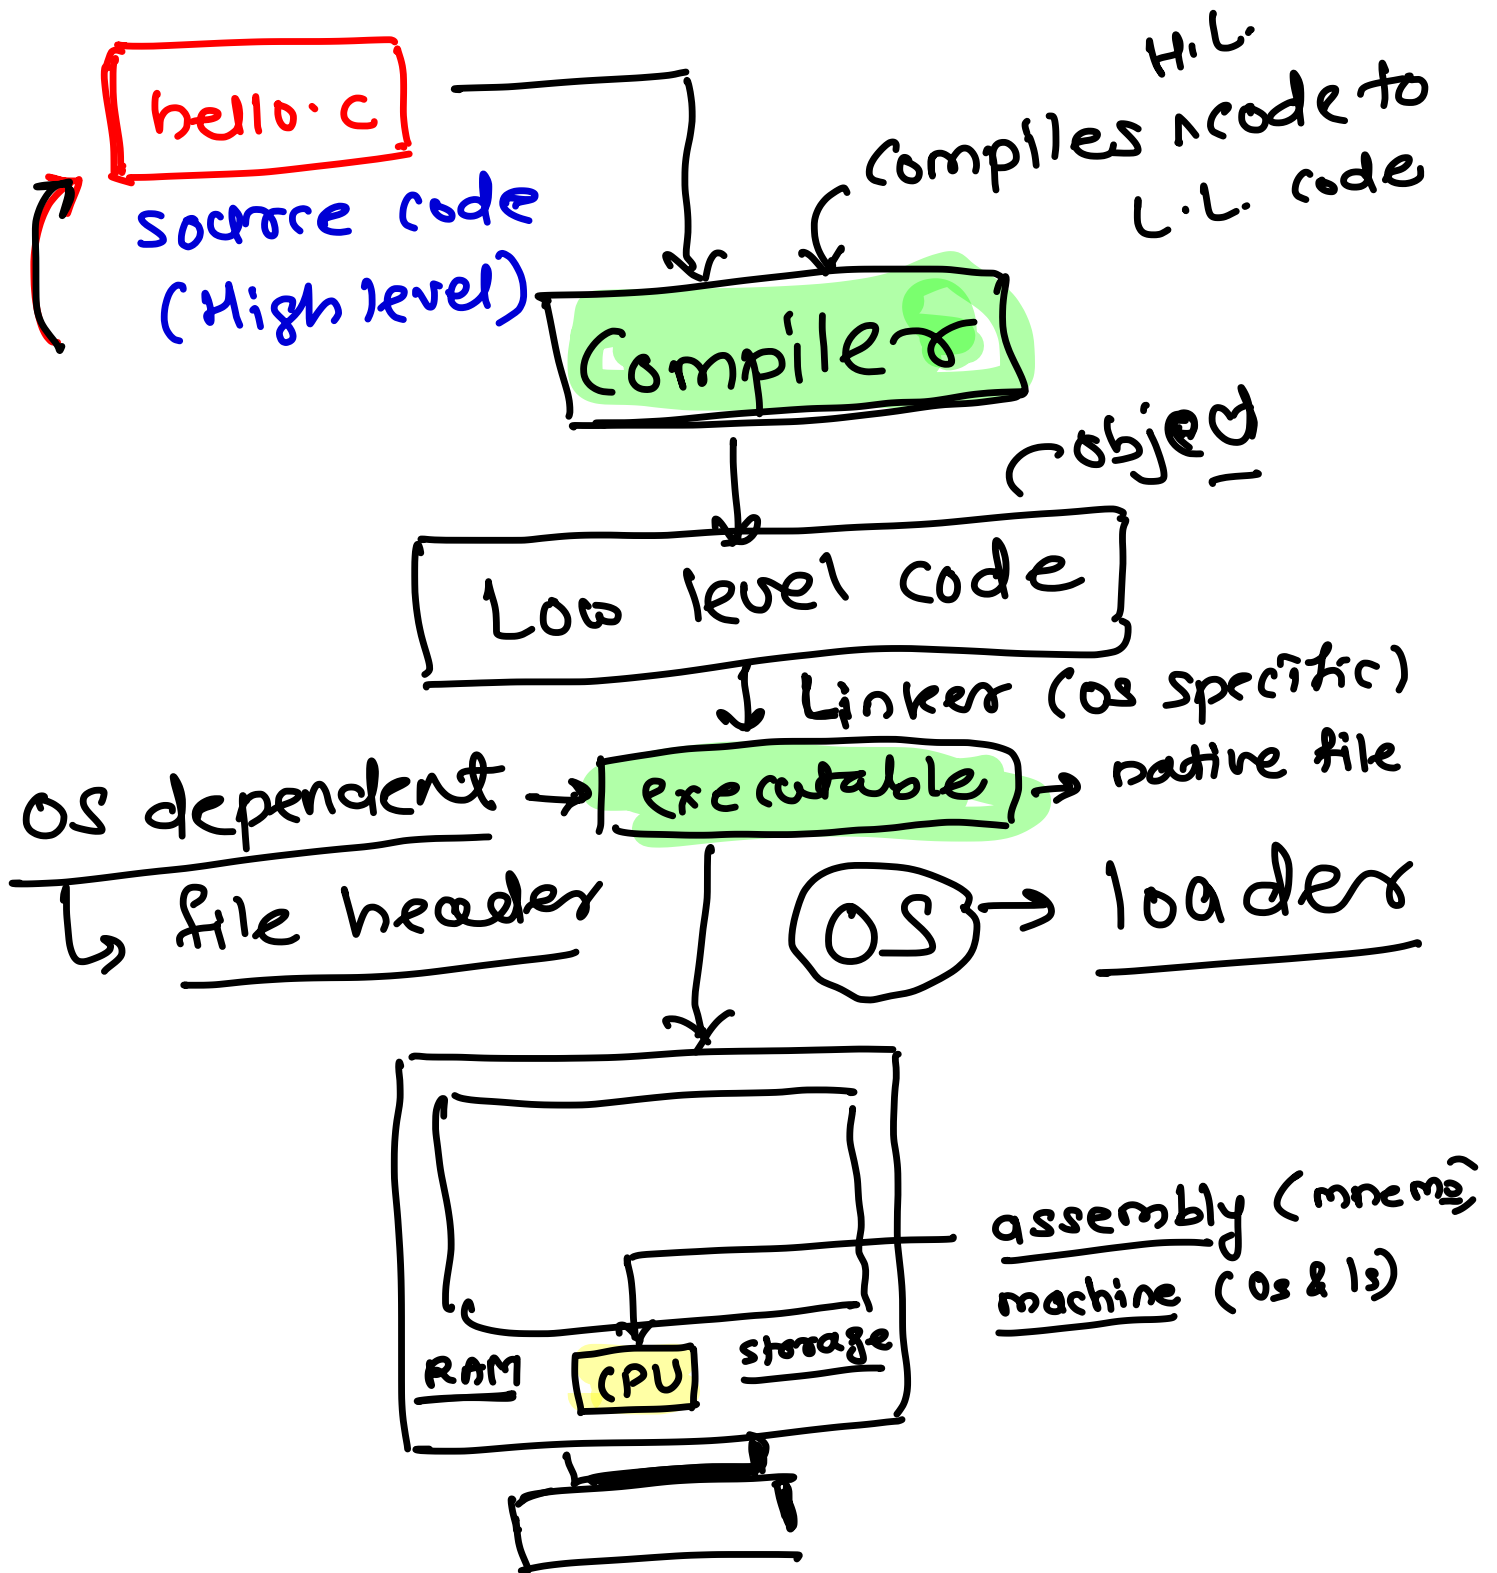 hello.c
source code
(High level)
H.L.
Compiles ^ code to
L.L. code
Compiler
object
Low level code
Linker (os specific)
OS dependent
executable
native file
file header
OS
loader
assembly (mnemo)
machine (0s & 1s)
RAM
CPU
storage